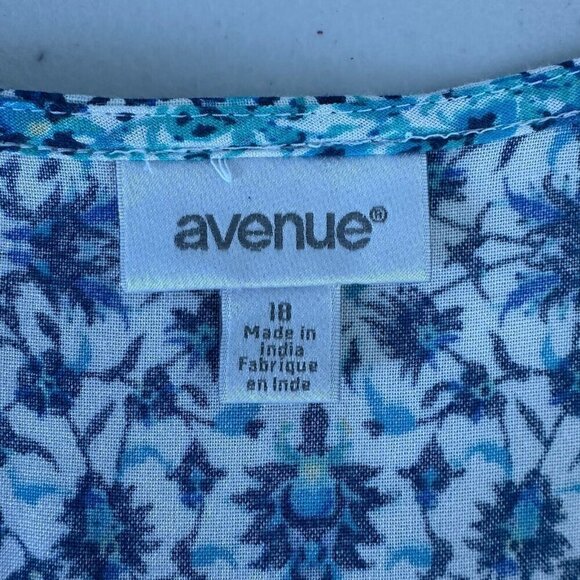 avenue®
18
Made in
India
Fabrique
en Inde